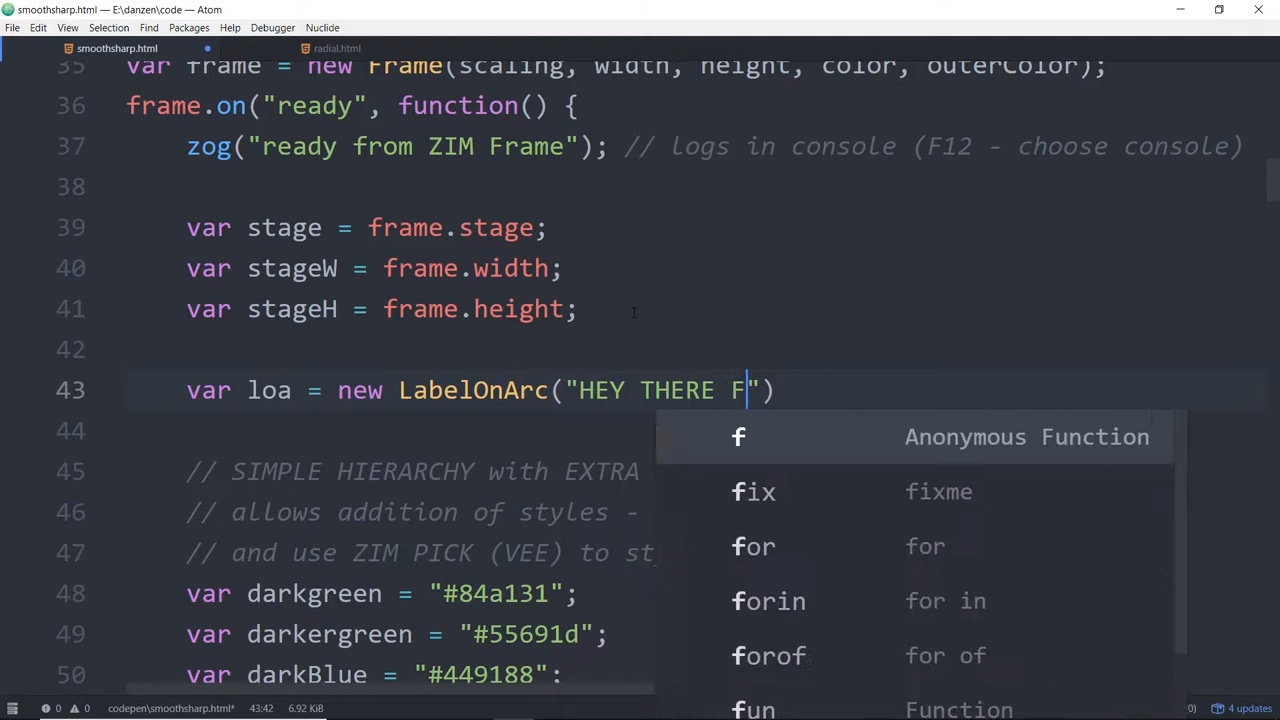 smoothsharp.html — E:\danzen\code — Atom
File Edit View Selection Find Packages Help Debugger Nuclide
smoothsharp.html radial.html
35 var frame = new Frame(scaling, width, height, color, outerColor);
36 frame.on("ready", function() {
37 zog("ready from ZIM Frame"); // logs in console (F12 - choose console)
38
39 var stage = frame.stage;
40 var stageW = frame.width;
41 var stageH = frame.height;
42
43 var loa = new LabelOnArc("HEY THERE F")
f Anonymous Function
44
45 // SIMPLE HIERARCHY with EXTRA
fix fixme
46 // allows addition of styles -
for for
47 // and use ZIM PICK (VEE) to st
48 var darkgreen = "#84a131";
forin for in
49 var darkergreen = "#55691d";
forof for of
50 var darkBlue = "#449188";
fun Function
0 0 codepen\smoothsharp.html* 43:42 6.92 KiB 0) 4 updates